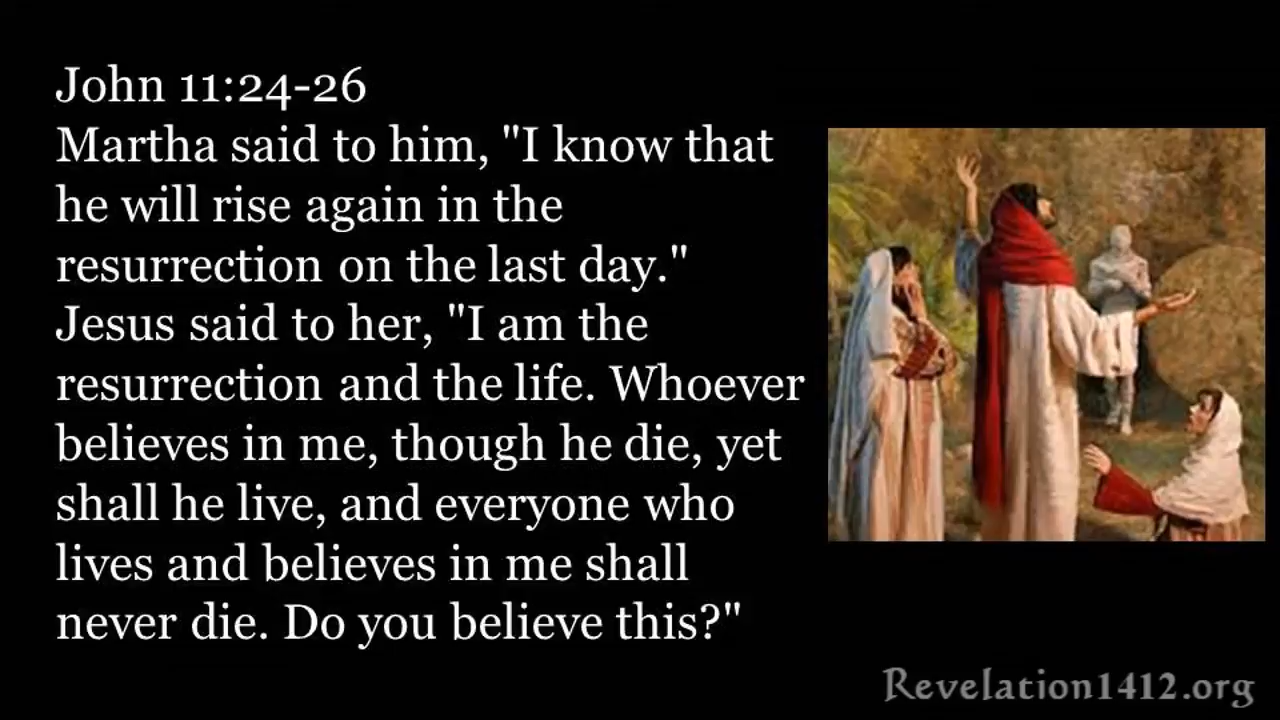 John 11:24-26
Martha said to him, "I know that
he will rise again in the
resurrection on the last day."
Jesus said to her, "I am the
resurrection and the life. Whoever
believes in me, though he die, yet
shall he live, and everyone who
lives and believes in me shall
never die. Do you believe this?"
Revelation1412.org